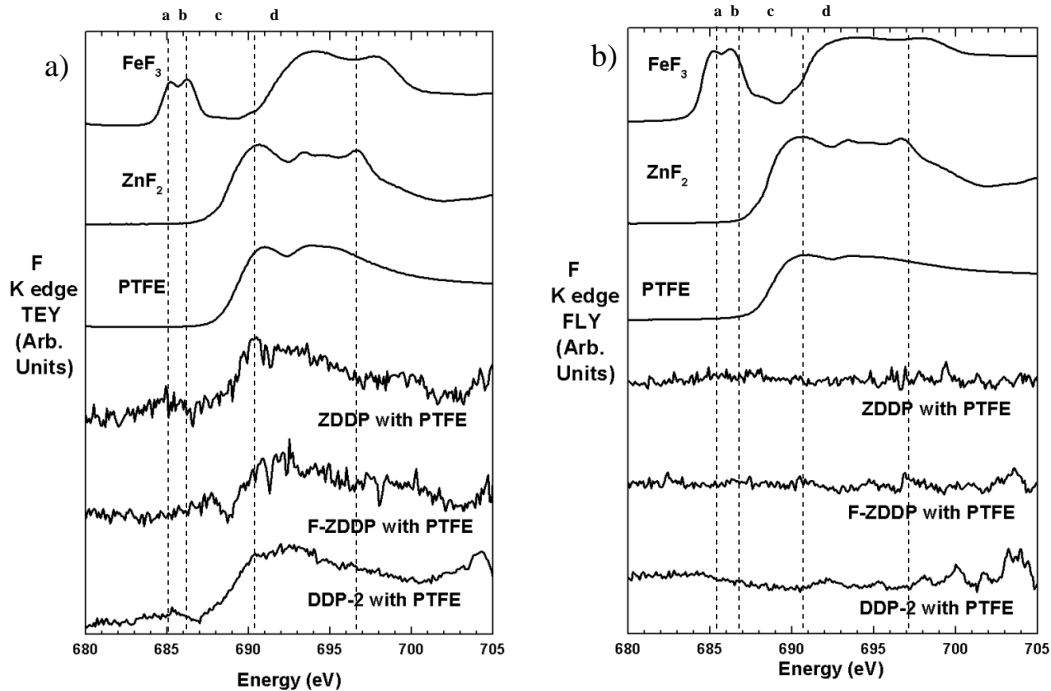 a b c d
a)
FeF3
ZnF2
PTFE
F
K edge
TEY
(Arb.
Units)
ZDDP with PTFE
F-ZDDP with PTFE
DDP-2 with PTFE
680 685 690 695 700 705
Energy (eV)
a b c d
b)
FeF3
ZnF2
PTFE
F
K edge
FLY
(Arb.
Units)
ZDDP with PTFE
F-ZDDP with PTFE
DDP-2 with PTFE
680 685 690 695 700 705
Energy (eV)